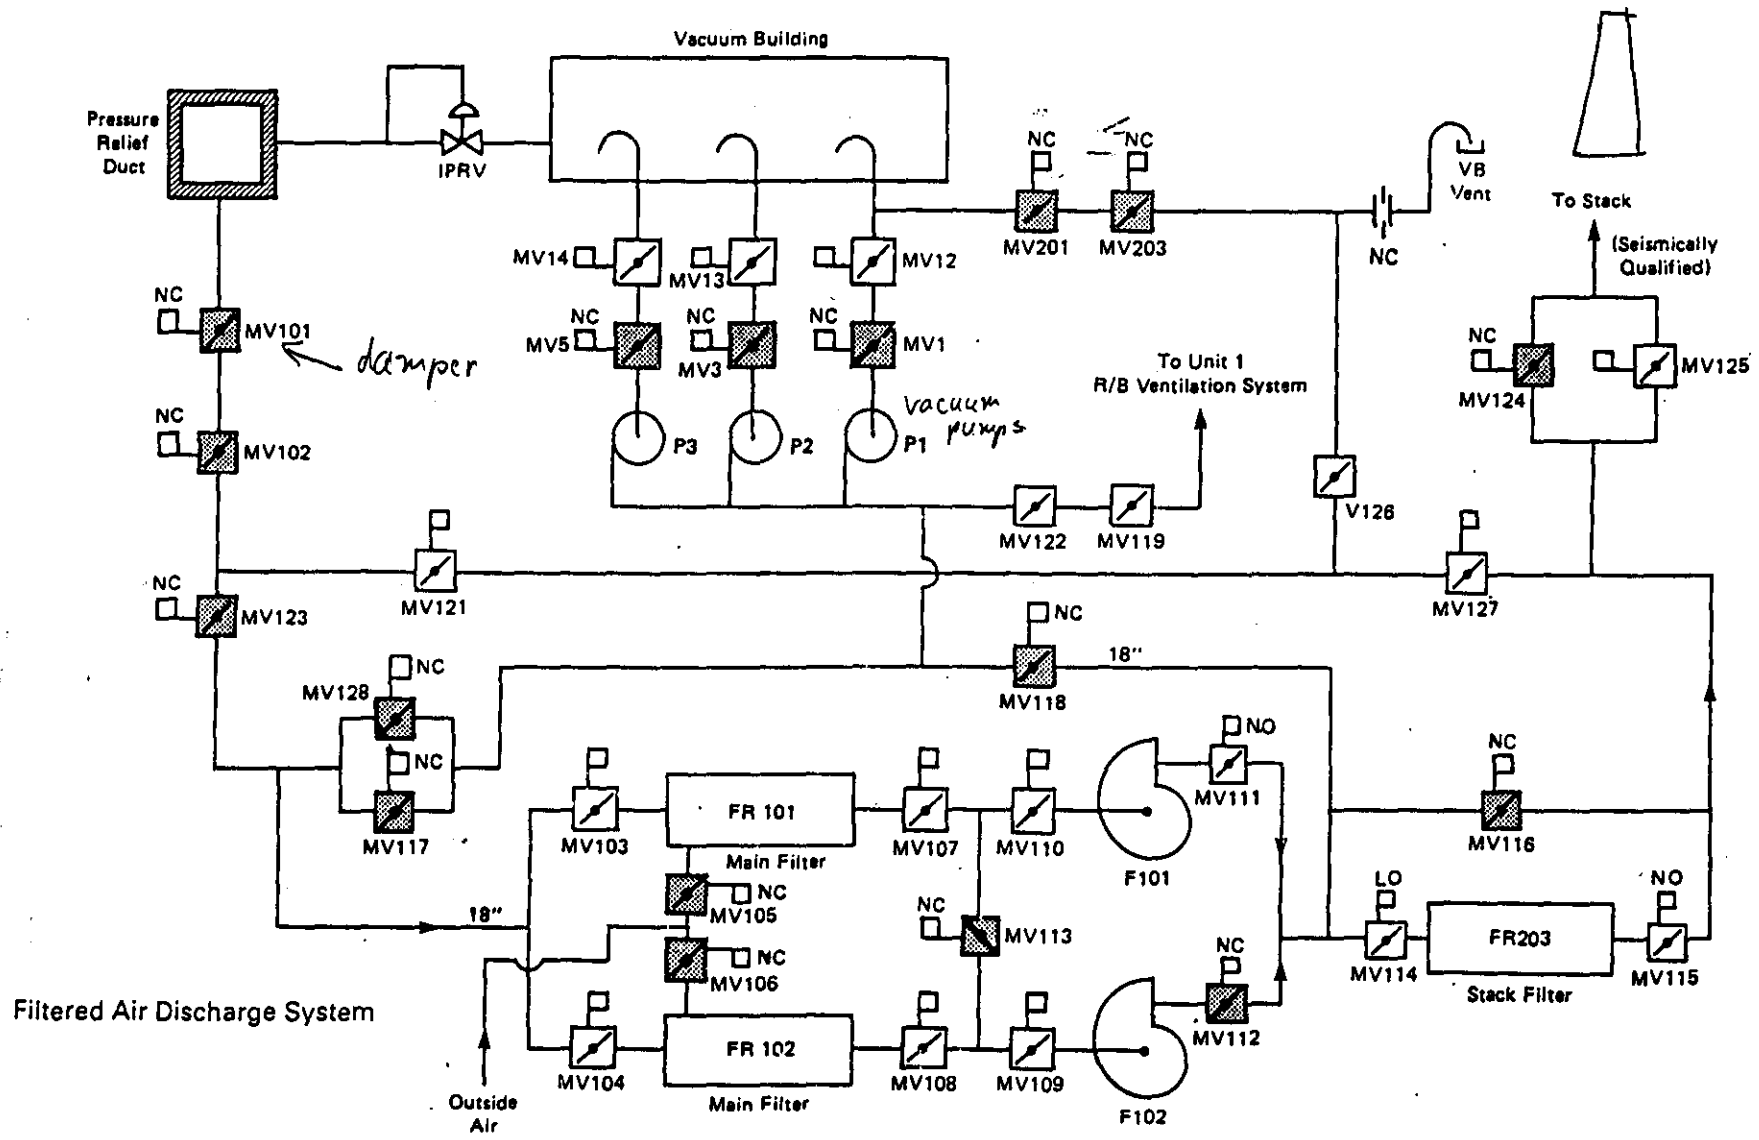 Vacuum Building
Pressure
Relief
Duct
IPRV
NC
NC
MV201
MV203
NC
VB
Vent
To Stack
(Seismically
Qualified)
MV14
MV13
MV12
NC
MV101
damper
NC
MV5
NC
MV3
NC
MV1
To Unit 1
R/B Ventilation System
NC
MV124
MV125
NC
MV102
vacuum
pumps
P3
P2
P1
MV122
MV119
V126
NC
MV123
MV121
MV127
NC
MV118
18"
MV128
NC
NC
MV117
MV103
FR 101
Main Filter
MV107
MV110
F101
NO
MV111
NC
MV116
18"
NC
MV105
NC
MV106
NC
MV113
LO
MV114
FR203
Stack Filter
NO
MV115
NC
MV112
Filtered Air Discharge System
MV104
FR 102
Main Filter
MV108
MV109
F102
Outside
Air